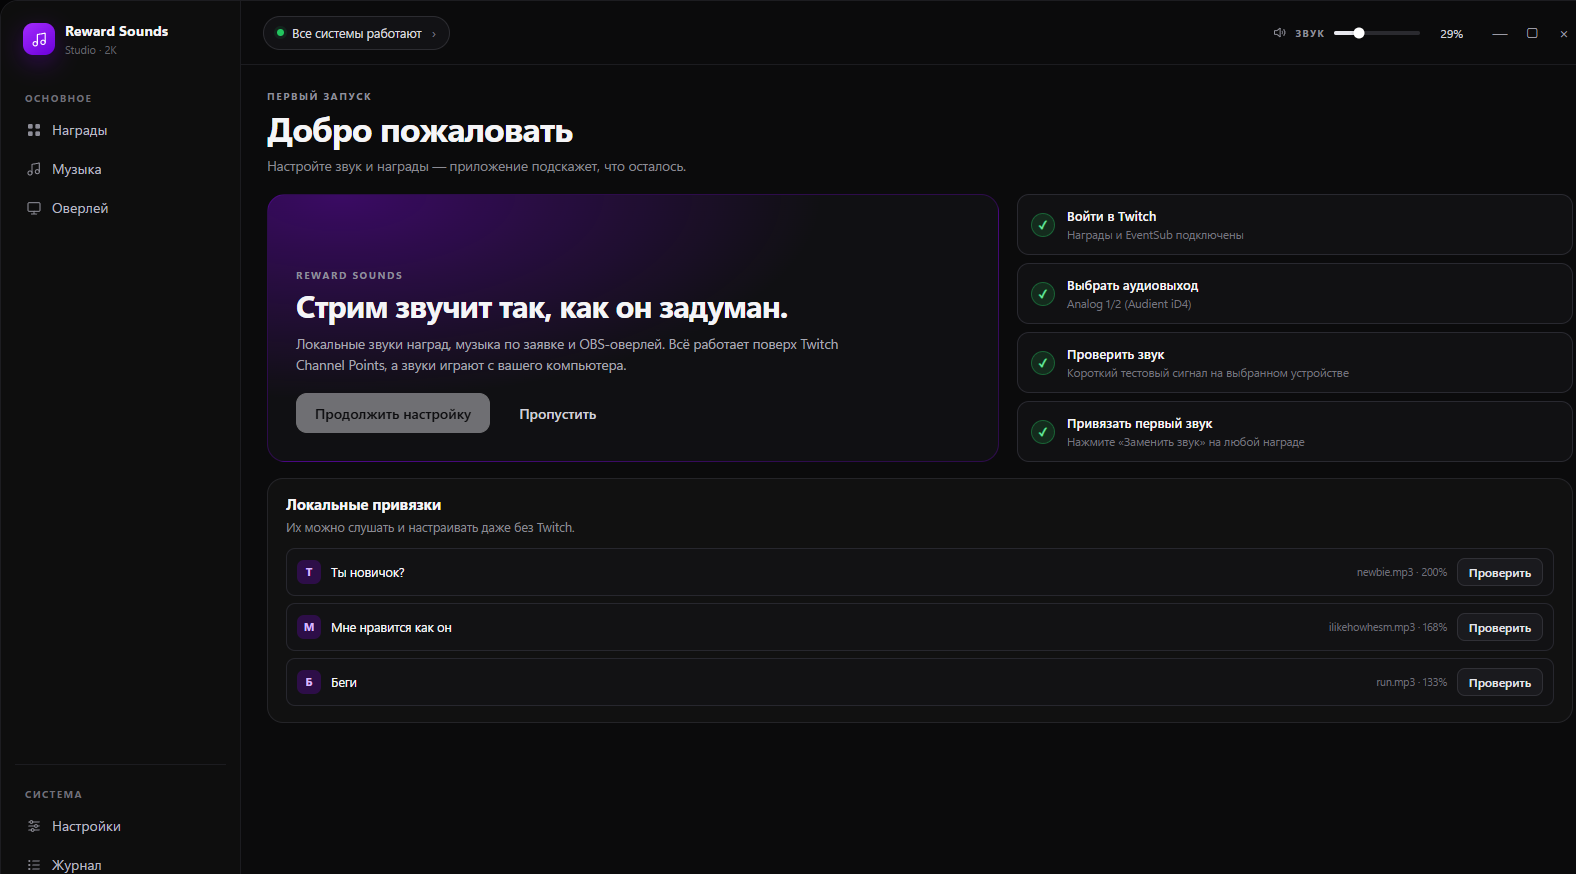 Reward Sounds
Studio · 2K
ОСНОВНОЕ
Награды
Музыка
Оверлей
СИСТЕМА
Настройки
Журнал
Все системы работают ›
ЗВУК
29%
ПЕРВЫЙ ЗАПУСК
Добро пожаловать
Настройте звук и награды — приложение подскажет, что осталось.
REWARD SOUNDS
Стрим звучит так, как он задуман.
Локальные звуки наград, музыка по заявке и OBS-оверлей. Всё работает поверх Twitch
Channel Points, а звуки играют с вашего компьютера.
Продолжить настройку
Пропустить
Войти в Twitch
Награды и EventSub подключены
Выбрать аудиовыход
Analog 1/2 (Audient iD4)
Проверить звук
Короткий тестовый сигнал на выбранном устройстве
Привязать первый звук
Нажмите «Заменить звук» на любой награде
Локальные привязки
Их можно слушать и настраивать даже без Twitch.
Т Ты новичок? newbie.mp3 · 200% Проверить
М Мне нравится как он ilikehowhesm.mp3 · 168% Проверить
Б Беги run.mp3 · 133% Проверить